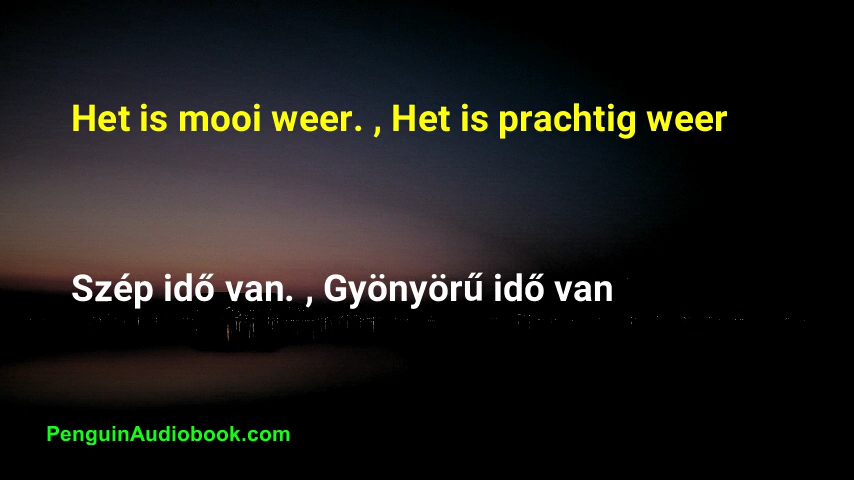 Het is mooi weer. , Het is prachtig weer
Szép idő van. , Gyönyörű idő van
PenguinAudiobook.com